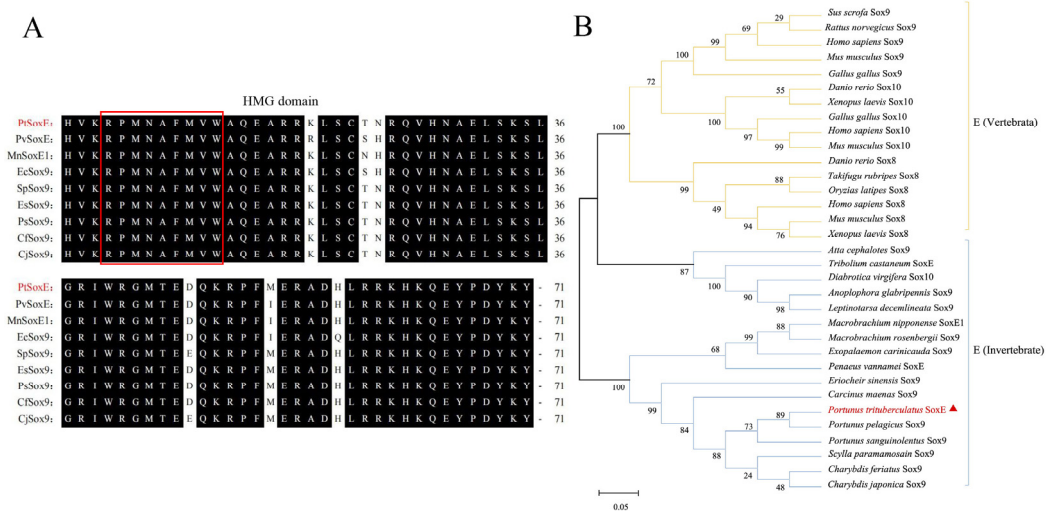 A
HMG domain
PtSoxE: H V K R P M N A F M V W A Q E A R R K L S C T N R Q V H N A E L S K S L 36
PvSoxE: H V K R P M N A F M V W A Q E A R R K L S C S H R Q V H N A E L S K S L 36
MnSoxE1: H V K R P M N A F M V W A Q E A R R K L S C N H R Q V H N A E L S K S L 36
EcSox9: H V K R P M N A F M V W A Q E A R R K L S C S H R Q V H N A E L S K S L 36
SpSox9: H V K R P M N A F M V W A Q E A R R K L S C T N R Q V H N A E L S K S L 36
EsSox9: H V K R P M N A F M V W A Q E A R R K L S C T N R Q V H N A E L S K S L 36
PsSox9: H V K R P M N A F M V W A Q E A R R K L S C T N R Q V H N A E L S K S L 36
CfSox9: H V K R P M N A F M V W A Q E A R R K L S C T N R Q V H N A E L S K S L 36
CjSox9: H V K R P M N A F M V W A Q E A R R K L S C T N R Q V H N A E L S K S L 36
PtSoxE: G R I W R G M T E D Q K R P F M E R A D H L R R K H K Q E Y P D Y K Y - 71
PvSoxE: G R I W R G M T E D Q K R P F I E R A D H L R R K H K Q E Y P D Y K Y - 71
MnSoxE1: G R I W R G M T E D Q K R P F I E R A D H L R R K H K Q E Y P D Y K Y - 71
EcSox9: G R I W R G M T E D Q K R P F I E R A D Q L R R K H K Q E Y P D Y K Y - 71
SpSox9: G R I W R G M T E E Q K R P F M E R A D H L R R K H K Q E Y P D Y K Y - 71
EsSox9: G R I W R G M T E D Q K R P F M E R A D H L R R K H K Q E Y P D Y K Y - 71
PsSox9: G R I W R G M T E D Q K R P F M E R A D H L R R K H K Q E Y P D Y K Y - 71
CfSox9: G R I W R G M T E E Q K R P F M E R A D H L R R K H K Q E Y P D Y K Y - 71
CjSox9: G R I W R G M T E E Q K R P F M E R A D H L R R K H K Q E Y P D Y K Y - 71
B
Sus scrofa Sox9
29
Rattus norvegicus Sox9
69
Homo sapiens Sox9
99
Mus musculus Sox9
100
Gallus gallus Sox9
72
Danio rerio Sox10
55
Xenopus laevis Sox10
100
Gallus gallus Sox10
97
Homo sapiens Sox10
99
Mus musculus Sox10
100
Danio rerio Sox8
99
Takifugu rubripes Sox8
88
Oryzias latipes Sox8
49
Homo sapiens Sox8
94
Mus musculus Sox8
76
Xenopus laevis Sox8
E (Vertebrata)
Atta cephalotes Sox9
87
Tribolium castaneum SoxE
100
Diabrotica virgifera Sox10
90
Anoplophora glabripennis Sox9
98
Leptinotarsa decemlineata Sox9
Macrobrachium nipponense SoxE1
88
Macrobrachium rosenbergii Sox9
99
Exopalaemon carinicauda Sox9
68
Penaeus vannamei SoxE
100
Eriocheir sinensis Sox9
99
Carcinus maenas Sox9
84
Portunus trituberculatus SoxE
89
Portunus pelagicus Sox9
73
Portunus sanguinolentus Sox9
88
Scylla paramamosain Sox9
24
Charybdis feriatus Sox9
48
Charybdis japonica Sox9
E (Invertebrate)
0.05